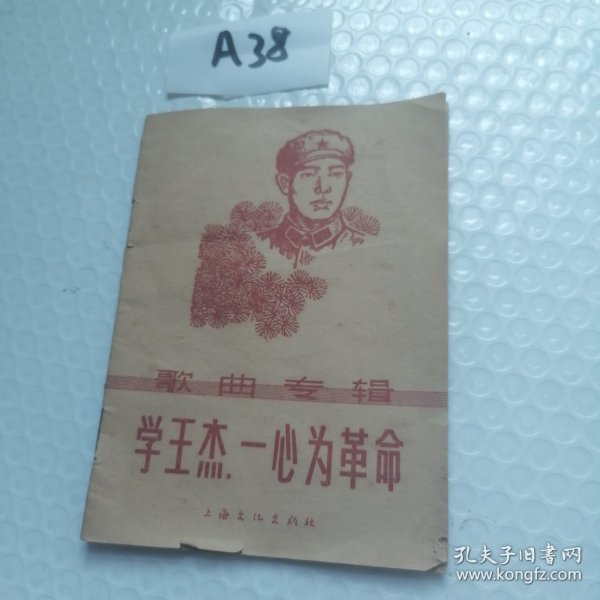 A38
歌曲专辑
学王杰,一心为革命
上海文化出版社
孔夫子旧书网
www.kongfz.com